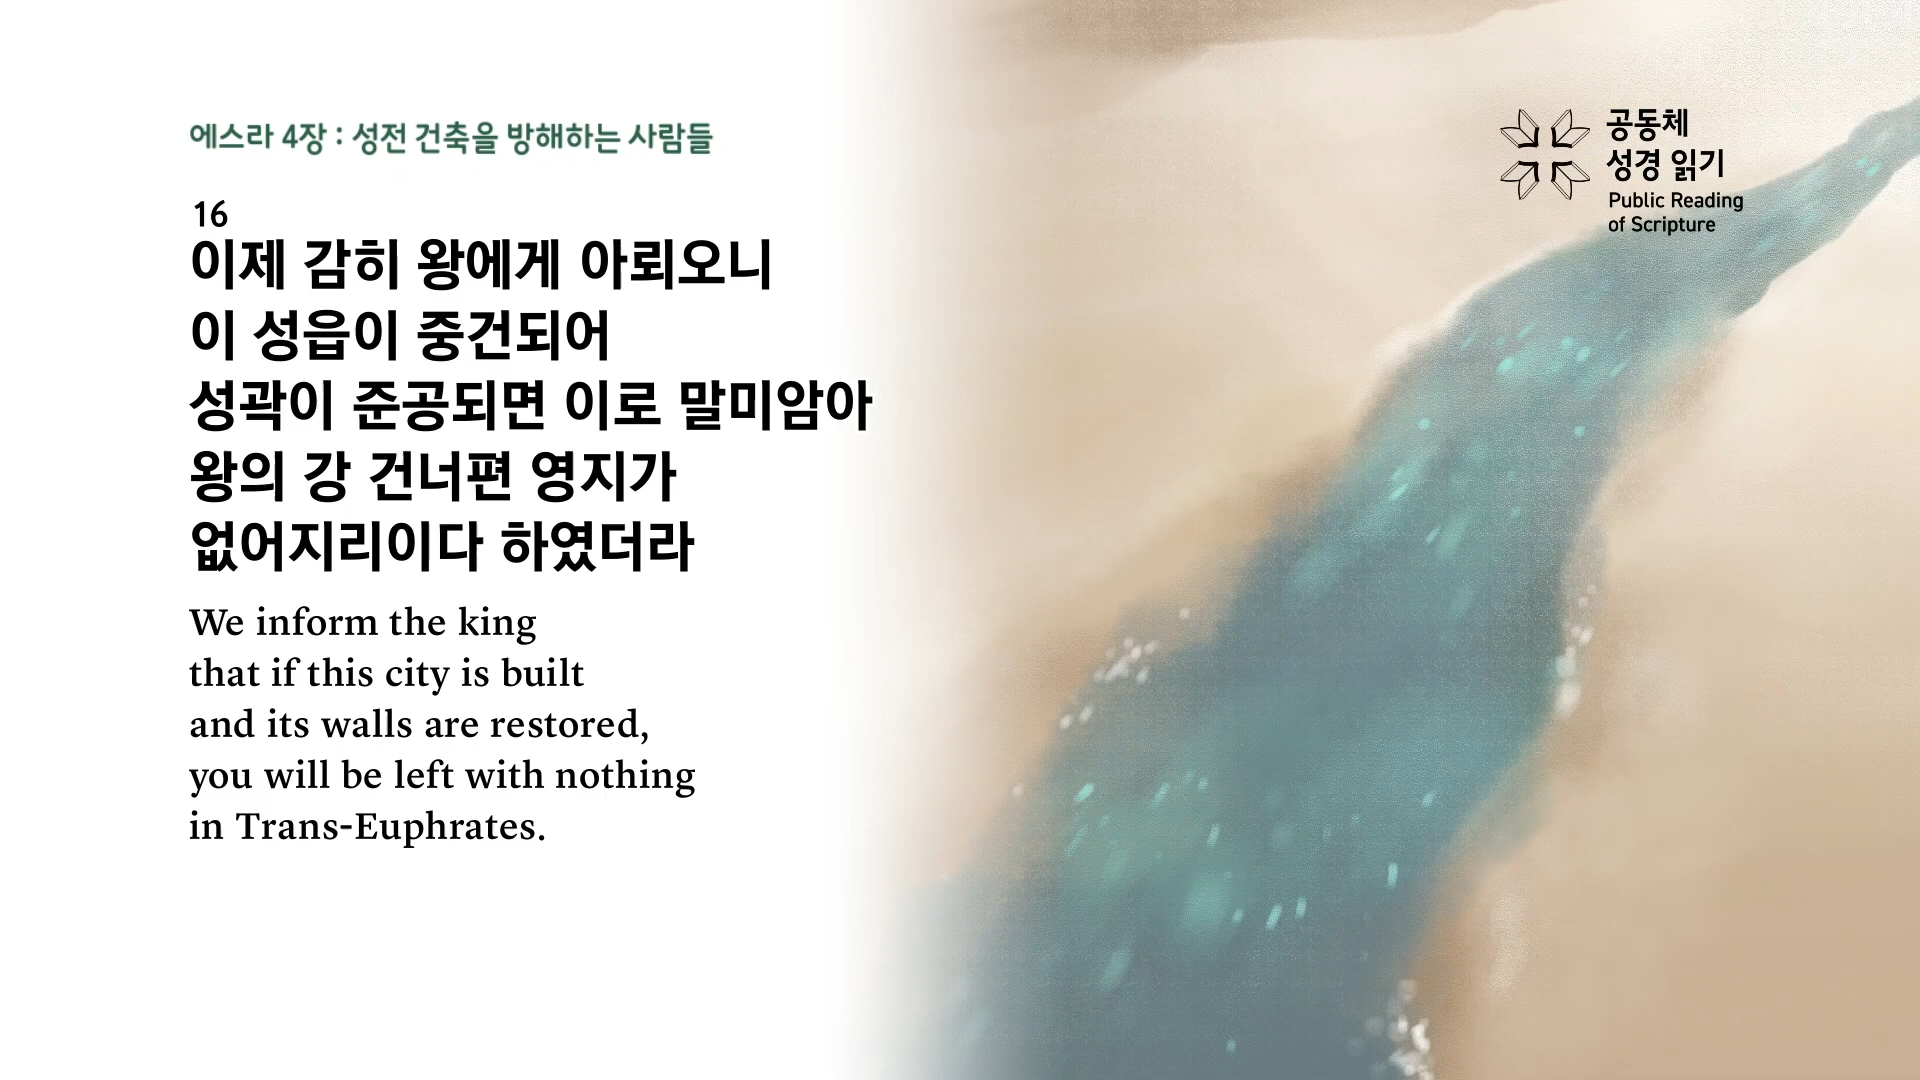 에스라 4장 : 성전 건축을 방해하는 사람들
16
이제 감히 왕에게 아뢰오니
이 성읍이 중건되어
성곽이 준공되면 이로 말미암아
왕의 강 건너편 영지가
없어지리이다 하였더라
We inform the king
that if this city is built
and its walls are restored,
you will be left with nothing
in Trans-Euphrates.
공동체
성경 읽기
Public Reading
of Scripture